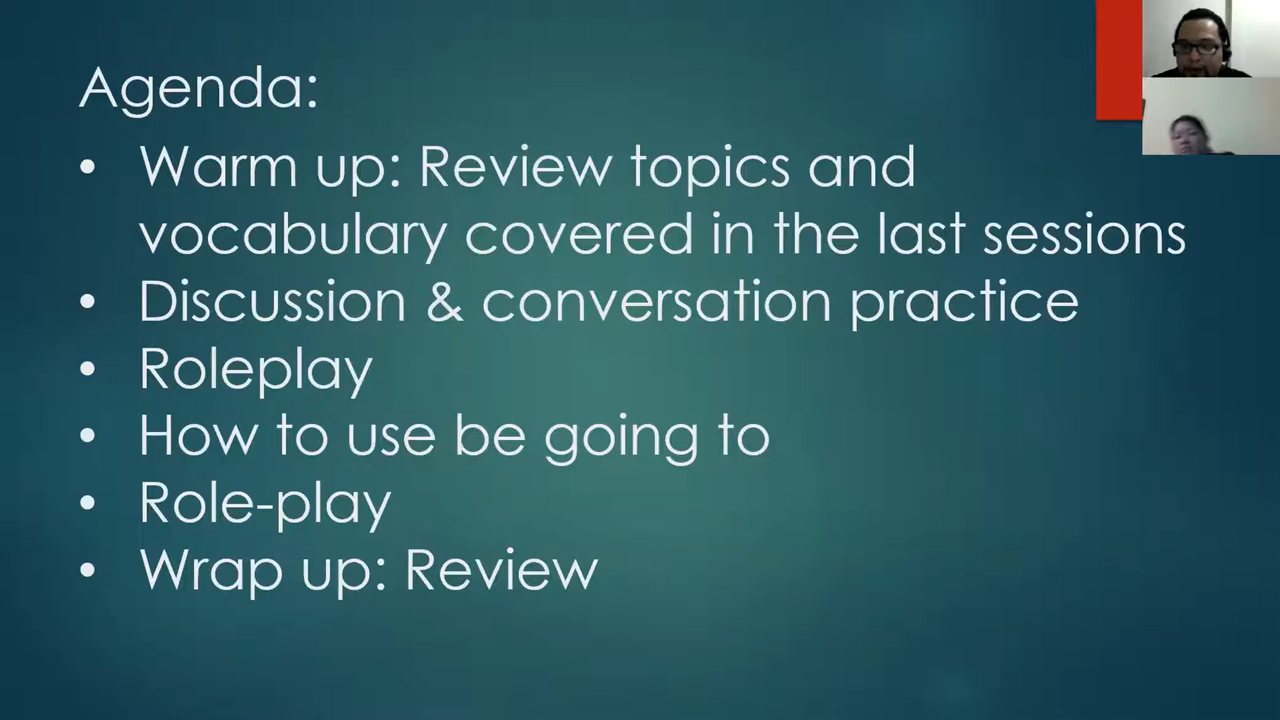 Agenda:
• Warm up: Review topics and
vocabulary covered in the last sessions
• Discussion & conversation practice
• Roleplay
• How to use be going to
• Role-play
• Wrap up: Review